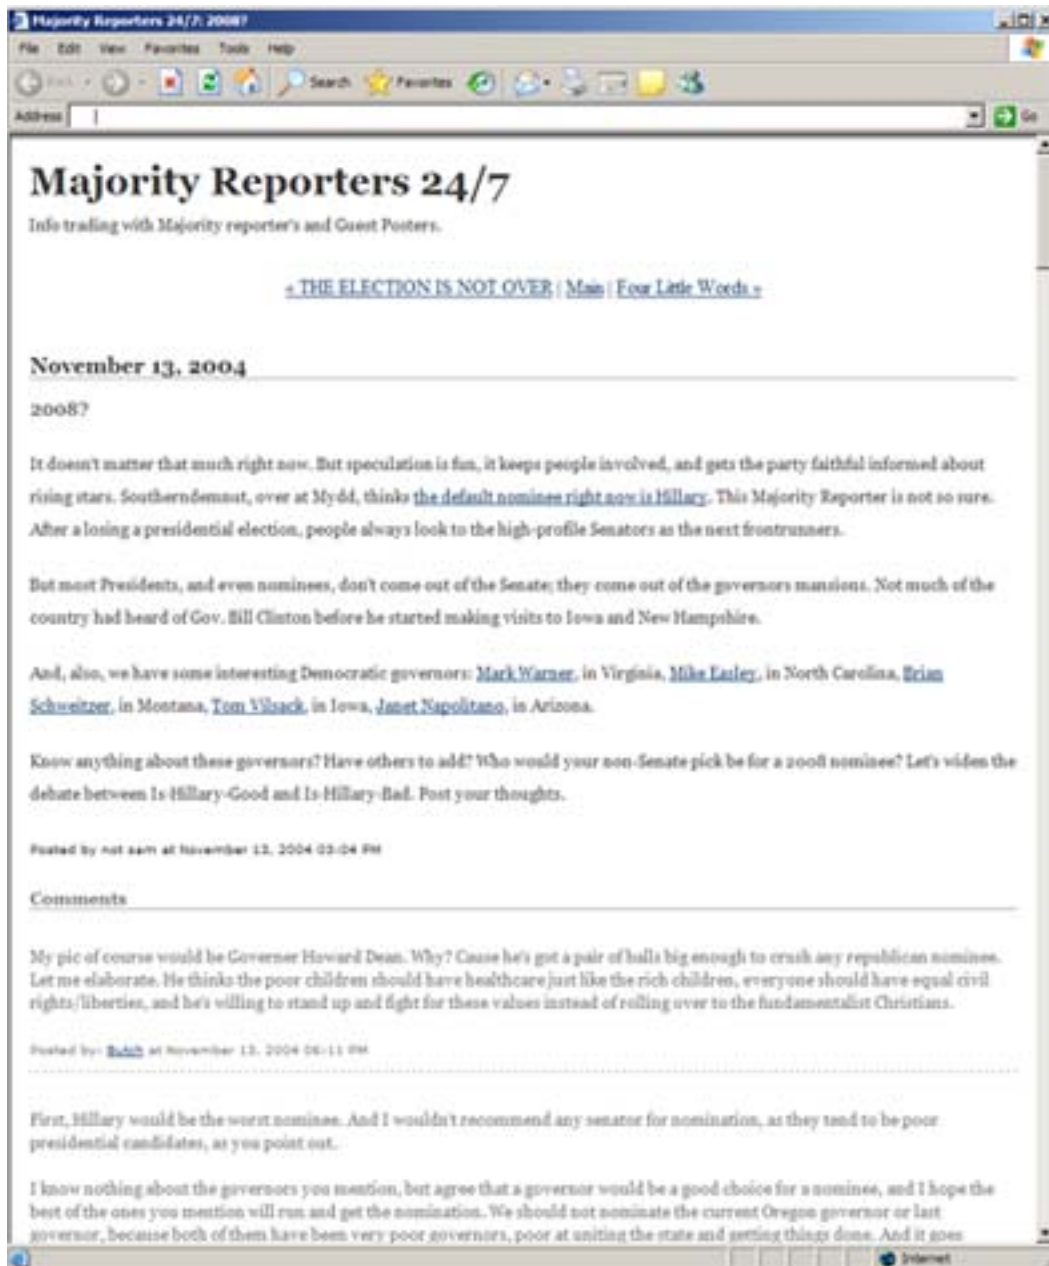 Majority Reporters 24/7: 2008?
File Edit View Favorites Tools Help
Back Search Favorites
Address Go
Majority Reporters 24/7
Info trading with Majority reporter's and Guest Posters.
« THE ELECTION IS NOT OVER | Main | Four Little Words »
November 13, 2004
2008?
It doesn't matter that much right now. But speculation is fun, it keeps people involved, and gets the party faithful informed about
rising stars. Southerndemnut, over at Mydd, thinks the default nominee right now is Hillary. This Majority Reporter is not so sure.
After a losing a presidential election, people always look to the high-profile Senators as the next frontrunners.
But most Presidents, and even nominees, don't come out of the Senate; they come out of the governors mansions. Not much of the
country had heard of Gov. Bill Clinton before he started making visits to Iowa and New Hampshire.
And, also, we have some interesting Democratic governors: Mark Warner, in Virginia, Mike Easley, in North Carolina, Brian
Schweitzer, in Montana, Tom Vilsack, in Iowa, Janet Napolitano, in Arizona.
Know anything about these governors? Have others to add? Who would your non-Senate pick be for a 2008 nominee? Let's widen the
debate between Is-Hillary-Good and Is-Hillary-Bad. Post your thoughts.
Posted by not sam at November 13, 2004 03:04 PM
Comments
My pic of course would be Governer Howard Dean. Why? Cause he's got a pair of balls big enough to crush any republican nominee.
Let me elaborate. He thinks the poor children should have healthcare just like the rich children, everyone should have equal civil
rights/liberties, and he's willing to stand up and fight for these values instead of rolling over to the fundamentalist Christians.
Posted by: Butch at November 13, 2004 06:11 PM
First, Hillary would be the worst nominee. And I wouldn't recommend any senator for nomination, as they tend to be poor
presidential candidates, as you point out.
I know nothing about the governors you mention, but agree that a governor would be a good choice for a nominee, and I hope the
best of the ones you mention will run and get the nomination. We should not nominate the current Oregon governor or last
governor, because both of them have been very poor governors, poor at uniting the state and getting things done. And it goes
Internet